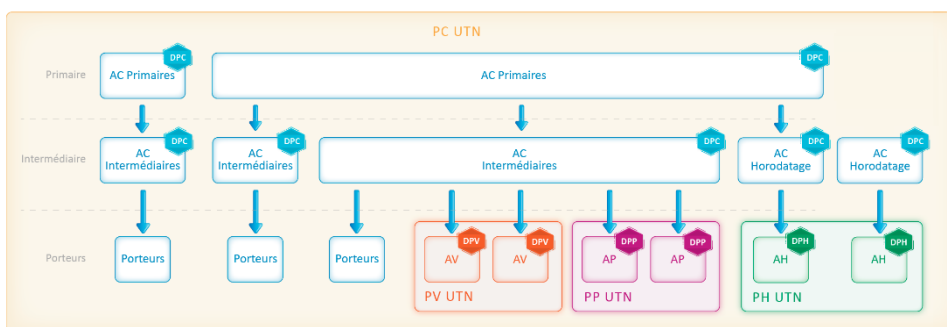 PC UTN
Primaire
AC Primaires
DPC
AC Primaires
DPC
Intermédiaire
AC
Intermédiaires
DPC
AC
Intermédiaires
DPC
AC
Intermédiaires
DPC
AC
Horodatage
DPC
AC
Horodatage
DPC
Porteurs
Porteurs
Porteurs
Porteurs
AV
DPV
AV
DPV
PV UTN
AP
DPP
AP
DPP
PP UTN
AH
DPH
AH
DPH
PH UTN